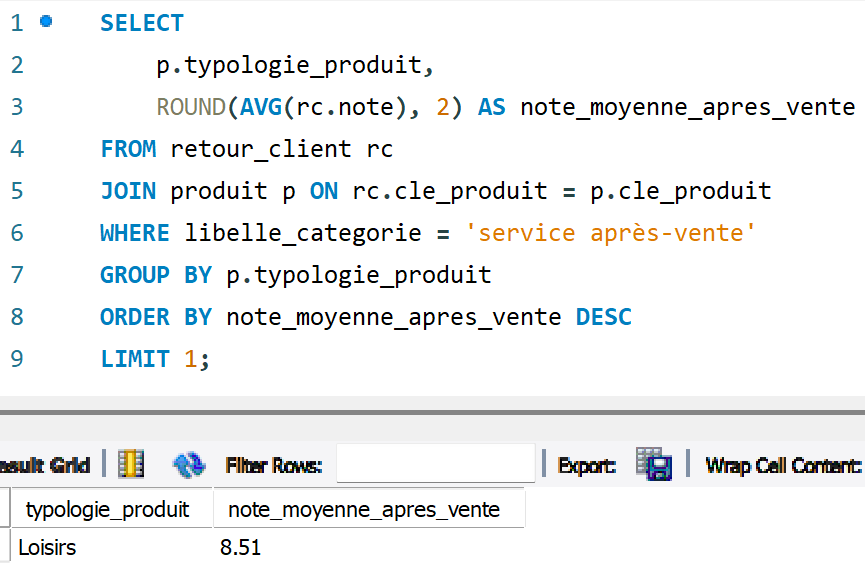 1 SELECT
2 p.typologie_produit,
3 ROUND(AVG(rc.note), 2) AS note_moyenne_apres_vente
4 FROM retour_client rc
5 JOIN produit p ON rc.cle_produit = p.cle_produit
6 WHERE libelle_categorie = 'service après-vente'
7 GROUP BY p.typologie_produit
8 ORDER BY note_moyenne_apres_vente DESC
9 LIMIT 1;
esult Grid Filter Rows: Export: Wrap Cell Content:
typologie_produit note_moyenne_apres_vente
Loisirs 8.51